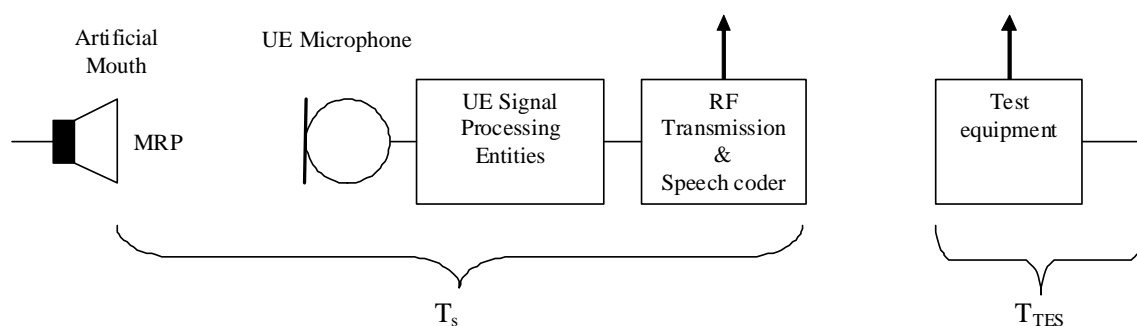 Artificial
Mouth
MRP
UE Microphone
UE Signal
Processing
Entities
RF
Transmission
&
Speech coder
Test
equipment
Ts
TTES